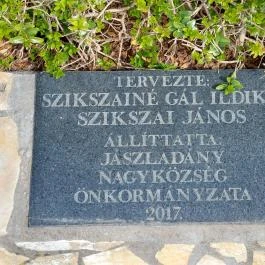 TERVEZTE:
SZIKSZAINÉ GÁL ILDIK
SZIKSZAI JÁNOS
ÁLLÍTTATTA:
JÁSZLADÁNY
NAGYKÖZSÉG
ÖNKORMÁNYZATA
2017